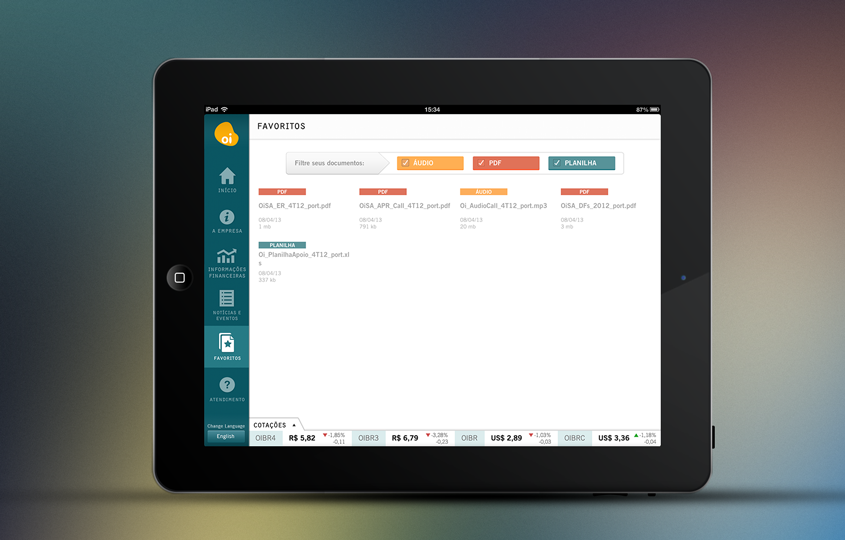 iPad
15:34
87%
oi
FAVORITOS
INÍCIO
A EMPRESA
INFORMAÇÕES
FINANCEIRAS
NOTÍCIAS E
EVENTOS
FAVORITOS
ATENDIMENTO
Change Language
English
Filtre seus documentos:
ÁUDIO
PDF
PLANILHA
PDF
OiSA_ER_4T12_port.pdf
08/04/13
1 mb
PDF
OiSA_APR_Call_4T12_port.pdf
08/04/13
791 kb
ÁUDIO
Oi_AudioCall_4T12_port.mp3
08/04/13
20 mb
PDF
OiSA_DFs_2012_port.pdf
08/04/13
3 mb
PLANILHA
Oi_PlanilhaApoio_4T12_port.xl
s
08/04/13
337 kb
COTAÇÕES
OIBR4 R$ 5,82 -1,85%
-0,11
OIBR3 R$ 6,79 -3,28%
-0,23
OIBR US$ 2,89 -1,03%
-0,03
OIBRC US$ 3,36 -1,18%
-0,04